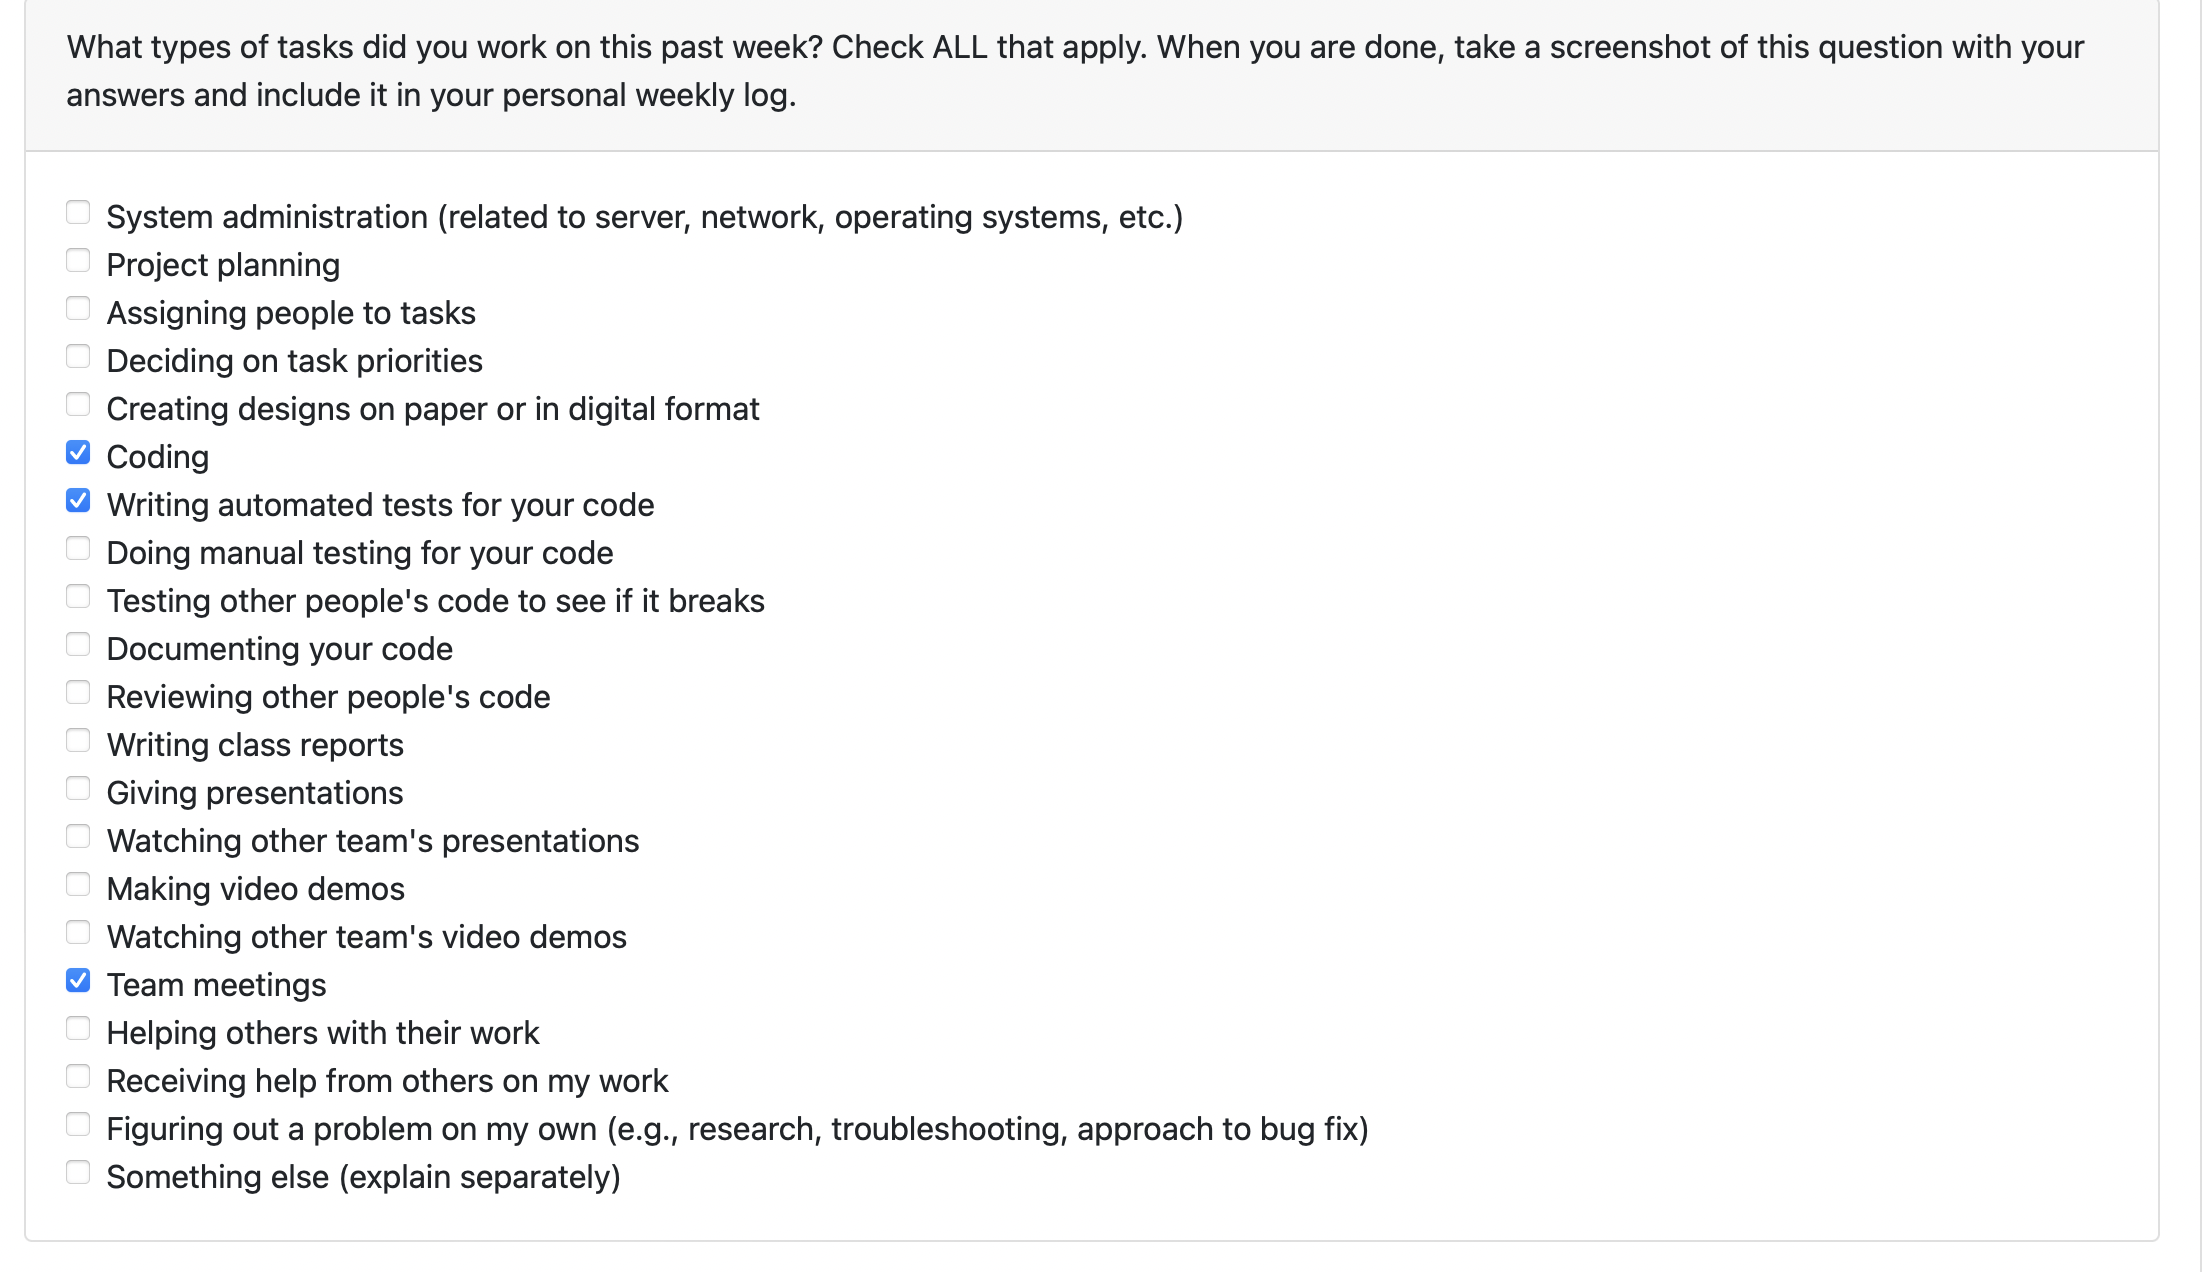 What types of tasks did you work on this past week? Check ALL that apply. When you are done, take a screenshot of this question with your
answers and include it in your personal weekly log.
System administration (related to server, network, operating systems, etc.)
Project planning
Assigning people to tasks
Deciding on task priorities
Creating designs on paper or in digital format
Coding
Writing automated tests for your code
Doing manual testing for your code
Testing other people's code to see if it breaks
Documenting your code
Reviewing other people's code
Writing class reports
Giving presentations
Watching other team's presentations
Making video demos
Watching other team's video demos
Team meetings
Helping others with their work
Receiving help from others on my work
Figuring out a problem on my own (e.g., research, troubleshooting, approach to bug fix)
Something else (explain separately)